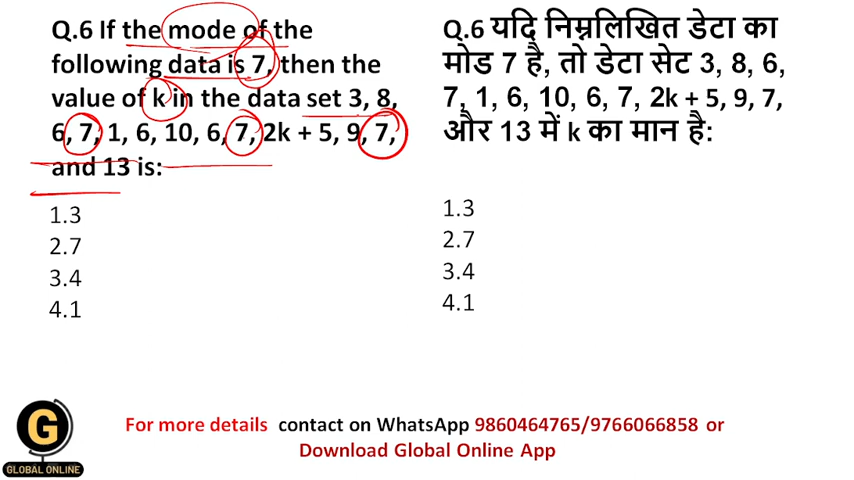 Q.6 If the mode of the
following data is 7, then the
value of k in the data set 3, 8,
6, 7, 1, 6, 10, 6, 7, 2k + 5, 9, 7,
and 13 is:
1.3
2.7
3.4
4.1
Q.6 यदि निम्नलिखित डेटा का
मोड 7 है, तो डेटा सेट 3, 8, 6,
7, 1, 6, 10, 6, 7, 2k + 5, 9, 7,
और 13 में k का मान है:
1.3
2.7
3.4
4.1
G
GLOBAL ONLINE
For more details contact on WhatsApp 9860464765/9766066858 or
Download Global Online App